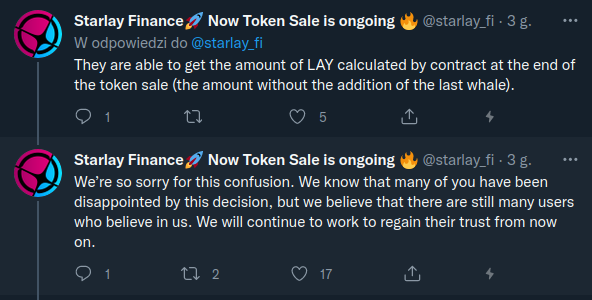 Starlay Finance🚀 Now Token Sale is ongoing 🔥 @starlay_fi · 3 g.
W odpowiedzi do @starlay_fi
They are able to get the amount of LAY calculated by contract at the end of
the token sale (the amount without the addition of the last whale).
1 5
Starlay Finance🚀 Now Token Sale is ongoing 🔥 @starlay_fi · 3 g.
We're so sorry for this confusion. We know that many of you have been
disappointed by this decision, but we believe that there are still many users
who believe in us. We will continue to work to regain their trust from now
on.
1 2 17